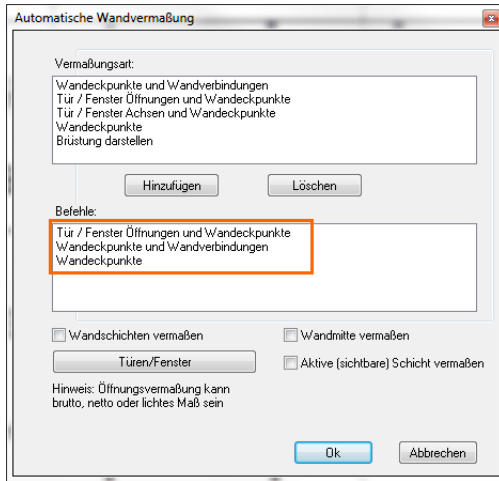 Automatische Wandvermaßung
Vermaßungsart:
Wandeckpunkte und Wandverbindungen
Tür / Fenster Öffnungen und Wandeckpunkte
Tür / Fenster Achsen und Wandeckpunkte
Wandeckpunkte
Brüstung darstellen
Hinzufügen Löschen
Befehle:
Tür / Fenster Öffnungen und Wandeckpunkte
Wandeckpunkte und Wandverbindungen
Wandeckpunkte
Wandschichten vermaßen Wandmitte vermaßen
Türen/Fenster Aktive (sichtbare) Schicht vermaßen
Hinweis: Öffnungsvermaßung kann
brutto, netto oder lichtes Maß sein
Ok Abbrechen